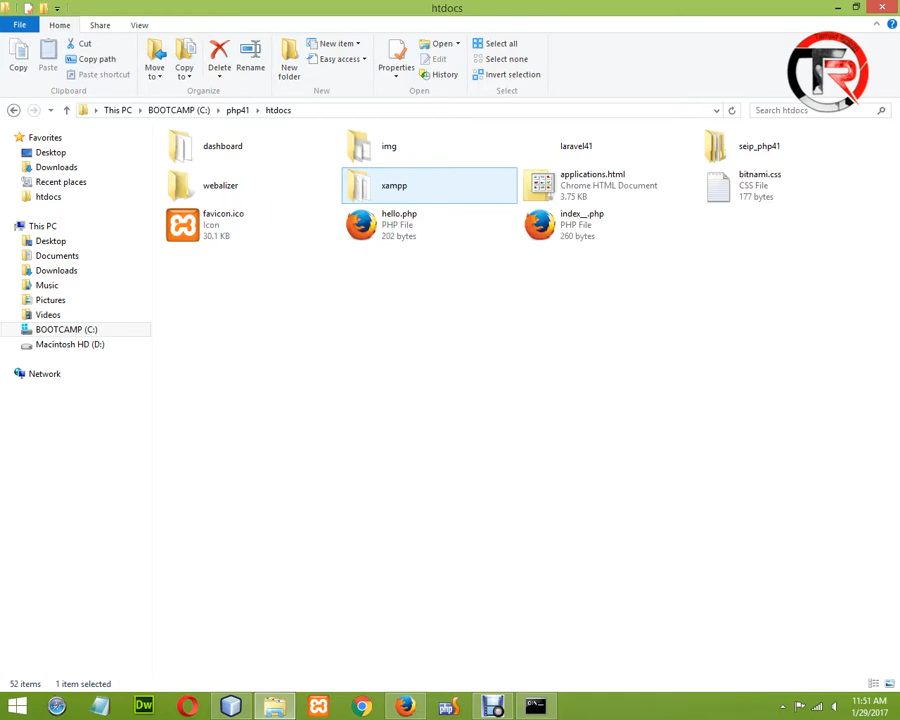 htdocs
File
Home
Share
View
Copy
Paste
Cut
Copy path
Paste shortcut
Clipboard
Move to
Copy to
Delete
Rename
Organize
New folder
New item
Easy access
New
Properties
Open
Edit
History
Open
Select all
Select none
Invert selection
Select
TR
This PC
BOOTCAMP (C:)
php41
htdocs
Search htdocs
Favorites
Desktop
Downloads
Recent places
htdocs
This PC
Desktop
Documents
Downloads
Music
Pictures
Videos
BOOTCAMP (C:)
Macintosh HD (D:)
Network
dashboard
img
laravel41
seip_php41
webalizer
xampp
applications.html
Chrome HTML Document
3.75 KB
bitnami.css
CSS File
177 bytes
favicon.ico
Icon
30.1 KB
hello.php
PHP File
202 bytes
index__.php
PHP File
260 bytes
52 items
1 item selected
Dw
11:51 AM
1/29/2017